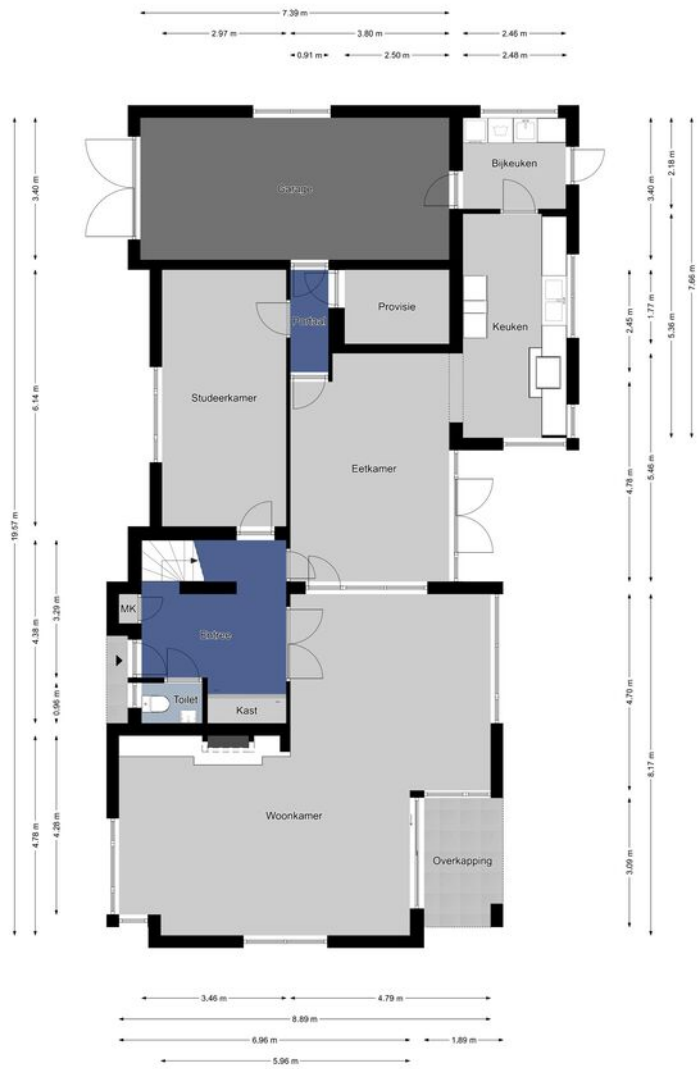 7.39 m
2.97 m
3.80 m
2.46 m
0.91 m
2.50 m
2.48 m
Garage
Bijkeuken
3.40 m
3.40 m
2.18 m
7.66 m
Portaal
Provisie
Keuken
2.45 m
1.77 m
5.36 m
Studeerkamer
6.14 m
Eetkamer
4.78 m
5.46 m
19.57 m
MK
Entree
4.38 m
3.29 m
Toilet
Kast
0.96 m
4.70 m
8.17 m
Woonkamer
4.78 m
4.28 m
Overkapping
3.09 m
3.46 m
4.79 m
8.89 m
6.96 m
1.89 m
5.96 m